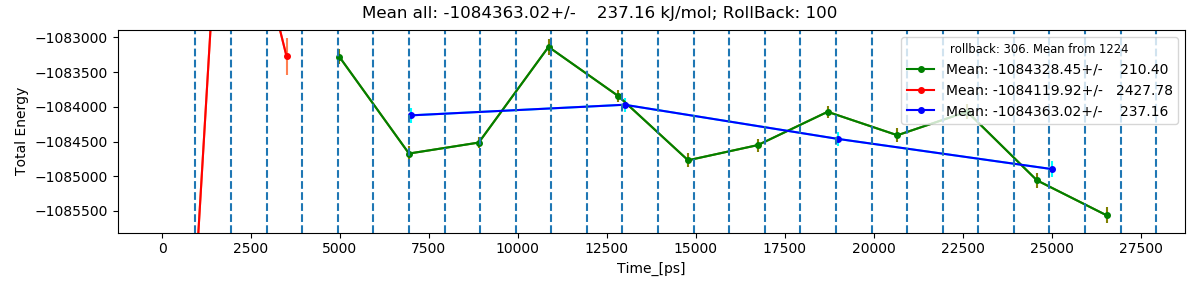 Mean all: -1084363.02+/-    237.16 kJ/mol; RollBack: 100
rollback: 306. Mean from 1224
Mean: -1084328.45+/-    210.40
Mean: -1084119.92+/-   2427.78
Mean: -1084363.02+/-    237.16
Total Energy
−1083000
−1083500
−1084000
−1084500
−1085000
−1085500
0 2500 5000 7500 10000 12500 15000 17500 20000 22500 25000 27500
Time_[ps]